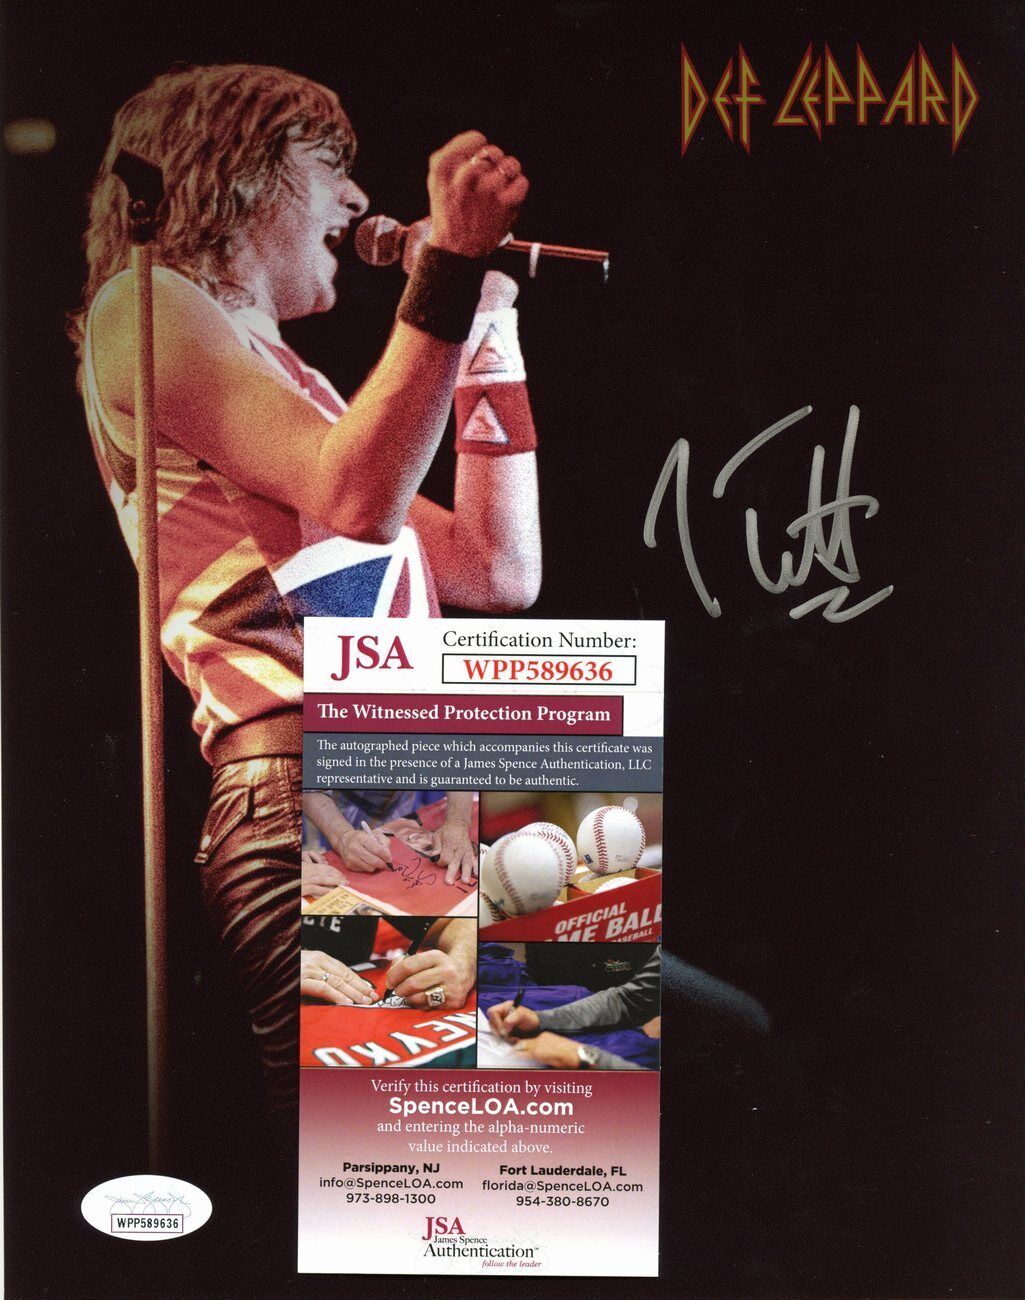 DEF LEPPARD
JSA
Certification Number:
WPP589636
The Witnessed Protection Program
The autographed piece which accompanies this certificate was
signed in the presence of a James Spence Authentication, LLC
representative and is guaranteed to be authentic.
OFFICIAL
ME BALL
BASEBALL
NEYKO
Verify this certification by visiting
SpenceLOA.com
and entering the alpha-numeric
value indicated above.
Parsippany, NJ
info@SpenceLOA.com
973-898-1300
Fort Lauderdale, FL
florida@SpenceLOA.com
954-380-8670
JSA
James Spence
Authentication™
follow the leader
WPP589636